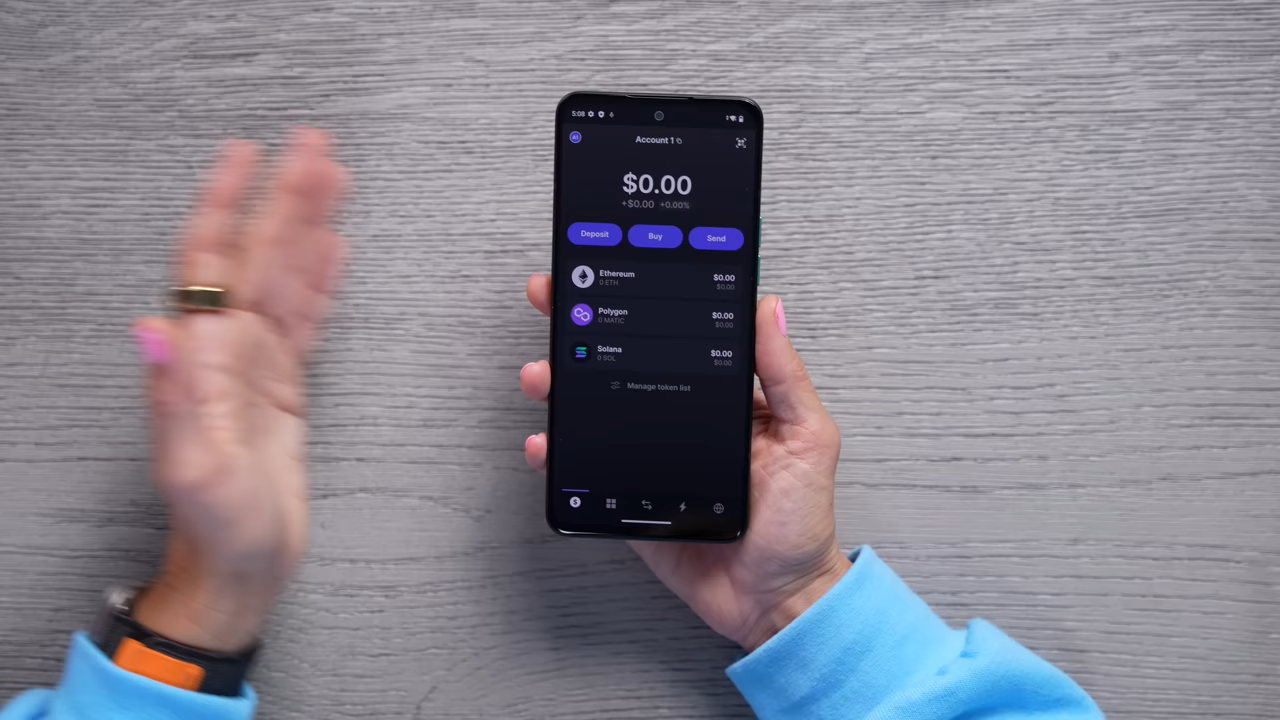 5:08
A1
Account 1
$0.00
+$0.00 +0.00%
Deposit Buy Send
Ethereum $0.00
0 ETH $0.00
Polygon $0.00
0 MATIC $0.00
Solana $0.00
0 SOL $0.00
Manage token list